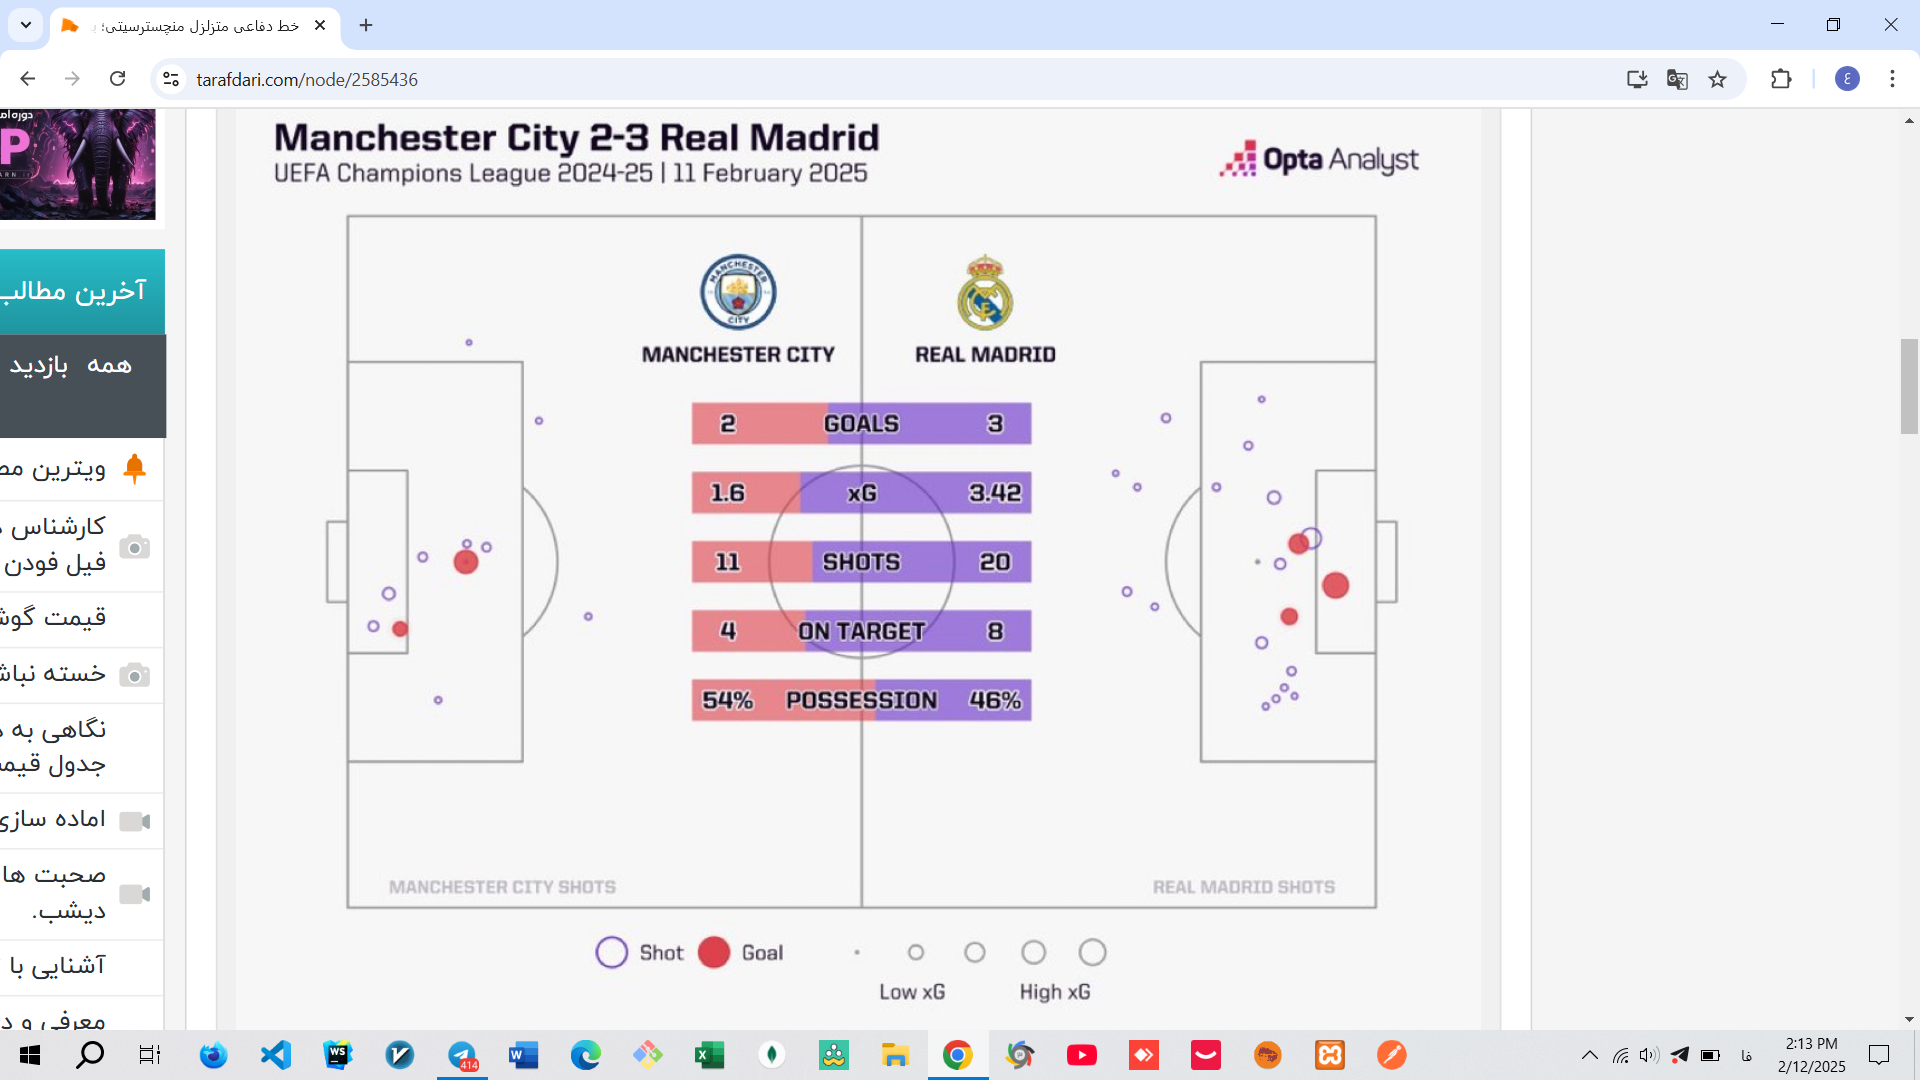 خط دفاعی متزلزل منچسترسیتی؛
tarafdari.com/node/2585436
ع
P
Manchester City 2-3 Real Madrid
UEFA Champions League 2024-25 | 11 February 2025
Opta Analyst
MANCHESTER CITY
MANCHESTER CITY
REAL MADRID
2 GOALS 3
1.6 xG 3.42
11 SHOTS 20
4 ON TARGET 8
54% POSSESSION 46%
MANCHESTER CITY SHOTS
REAL MADRID SHOTS
Shot
Goal
Low xG
High xG
آخرین مطالب
همه بازدید
ویترین
کارشناس
فیل فودن
قیمت
خسته
نگاهی به
جدول
اماده سازی
صحبت ها
دیشب.
آشنایی با
معرفی و
WS
414
فا
2:13 PM
2/12/2025